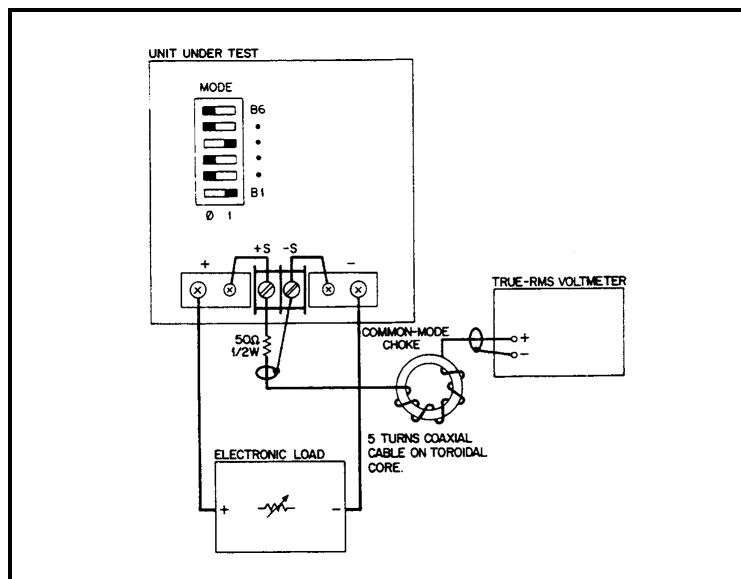 UNIT UNDER TEST
MODE
B6
B1
0 1
+S -S
+ -
TRUE-RMS VOLTMETER
+
-
50Ω
1/2W
COMMON-MODE
CHOKE
5 TURNS COAXIAL
CABLE ON TOROIDAL
CORE.
ELECTRONIC LOAD
+ -